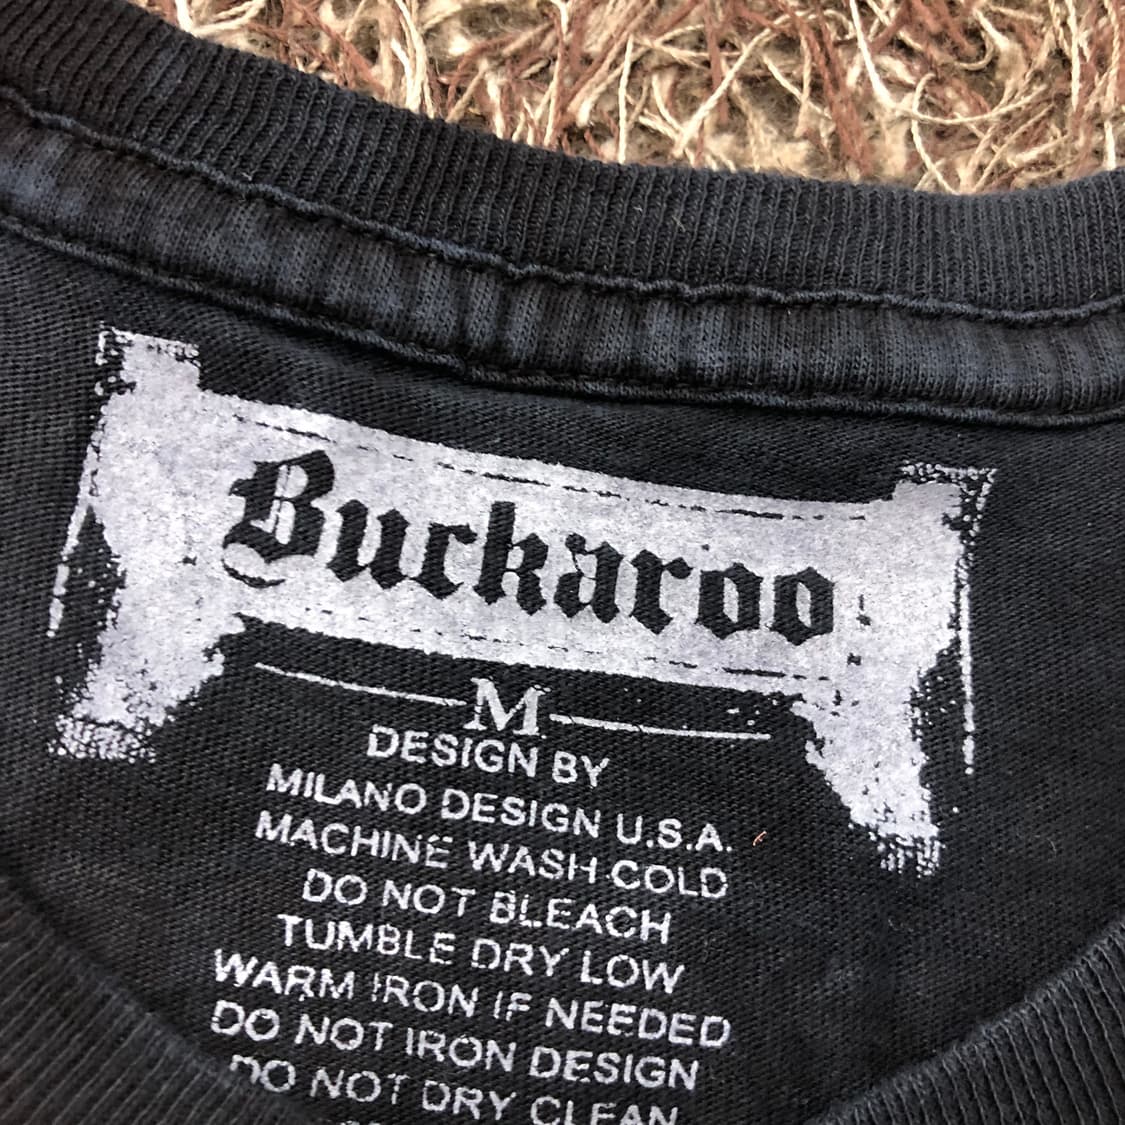 Buckaroo
M
DESIGN BY
MILANO DESIGN U.S.A.
MACHINE WASH COLD
DO NOT BLEACH
TUMBLE DRY LOW
WARM IRON IF NEEDED
DO NOT IRON DESIGN
DO NOT DRY CLEAN